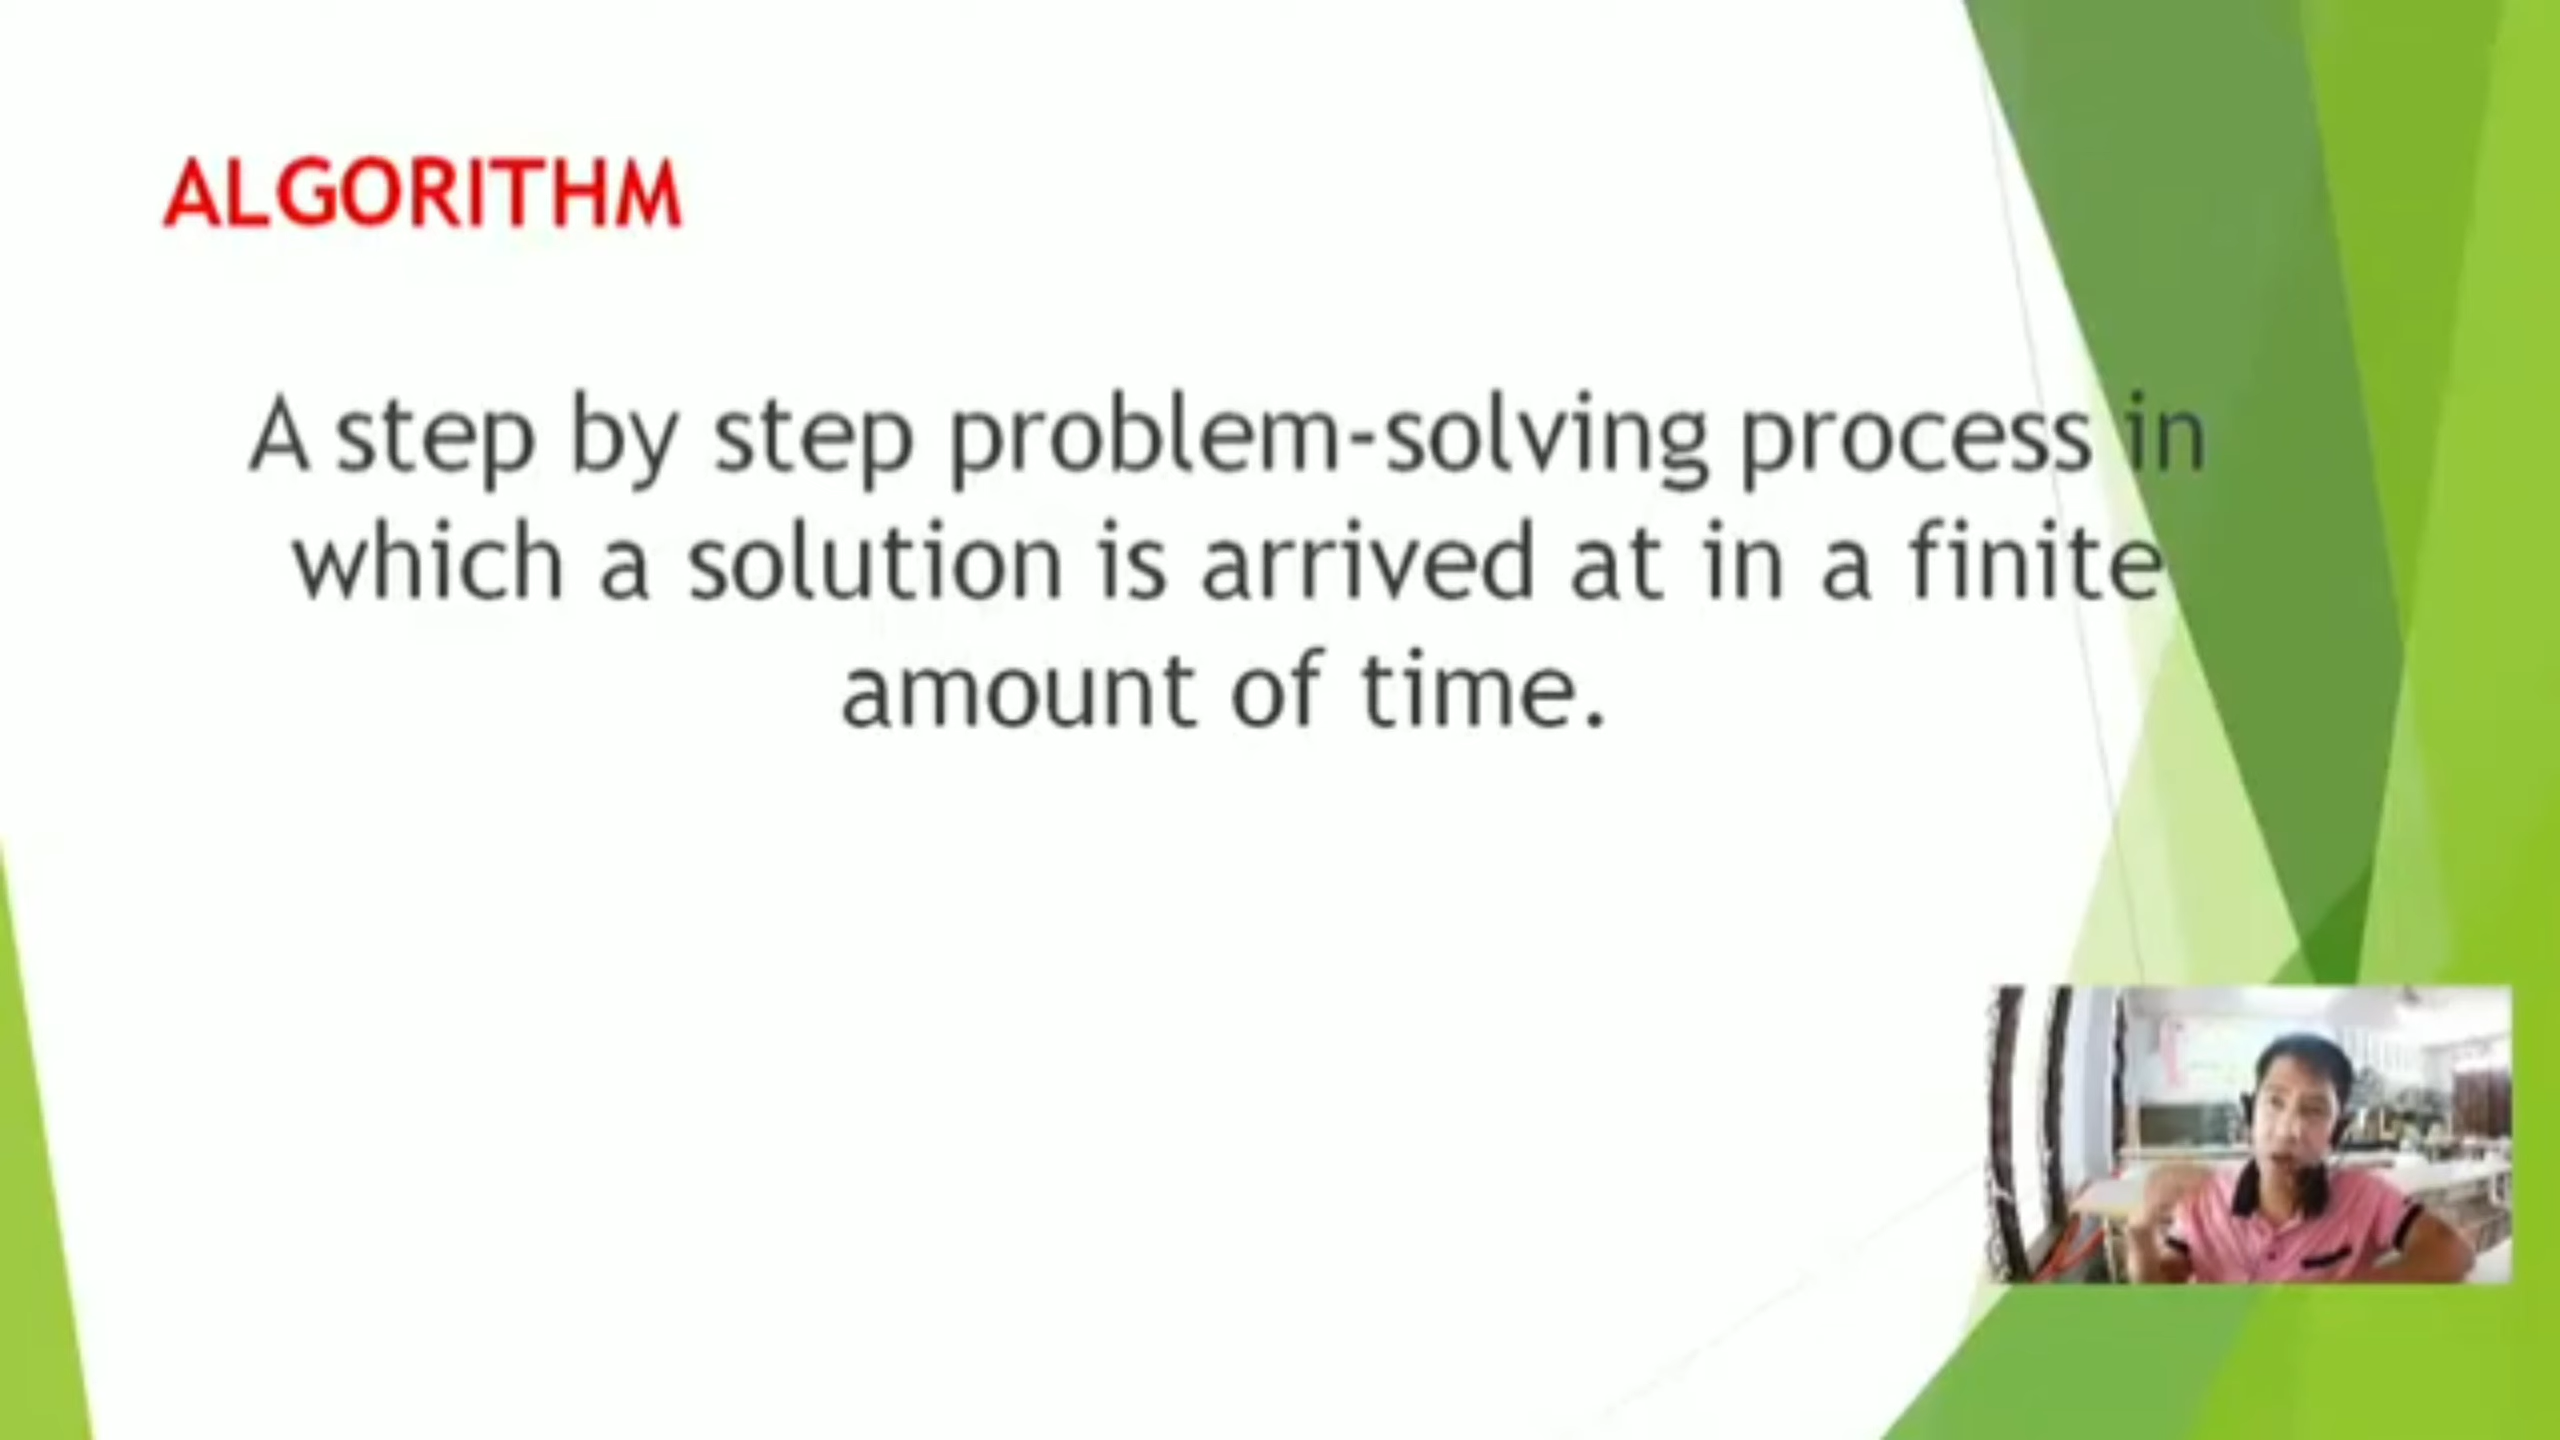 ALGORITHM
A step by step problem-solving process in
which a solution is arrived at in a finite
amount of time.